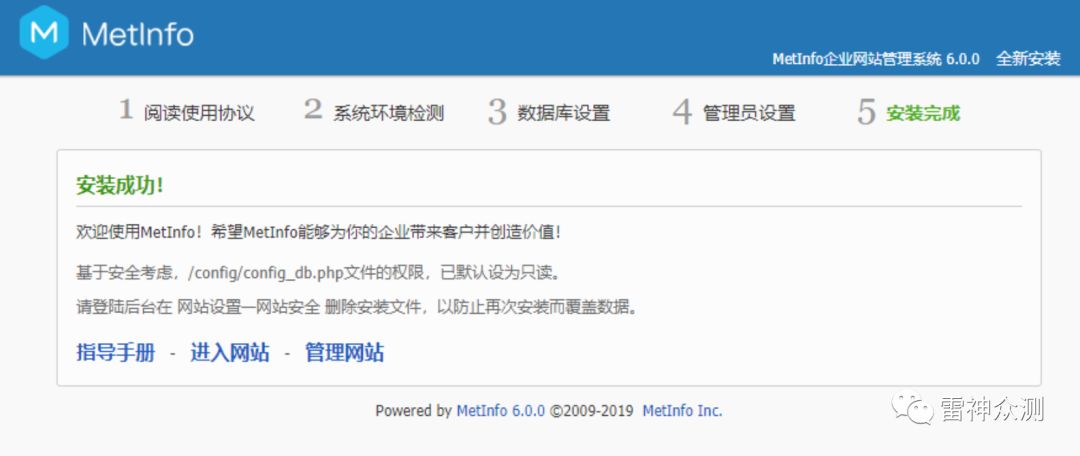 MetInfo
MetInfo企业网站管理系统 6.0.0 全新安装
1 阅读使用协议 2 系统环境检测 3 数据库设置 4 管理员设置 5 安装完成
安装成功！
欢迎使用MetInfo！希望MetInfo能够为你的企业带来客户并创造价值！
基于安全考虑，/config/config_db.php文件的权限，已默认设为只读。
请登陆后台在 网站设置—网站安全 删除安装文件，以防止再次安装而覆盖数据。
指导手册 - 进入网站 - 管理网站
Powered by MetInfo 6.0.0 ©2009-2019 MetInfo Inc.
雷神众测